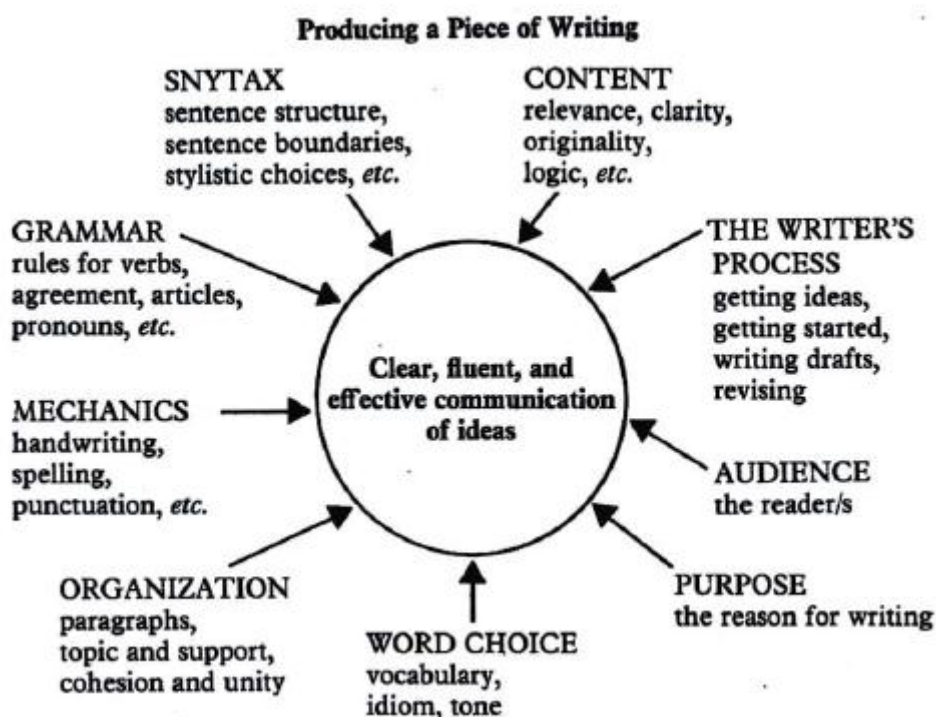 Producing a Piece of Writing
SNYTAX
sentence structure,
sentence boundaries,
stylistic choices, etc.
CONTENT
relevance, clarity,
originality,
logic, etc.
GRAMMAR
rules for verbs,
agreement, articles,
pronouns, etc.
THE WRITER'S
PROCESS
getting ideas,
getting started,
writing drafts,
revising
Clear, fluent, and
effective communication
of ideas
MECHANICS
handwriting,
spelling,
punctuation, etc.
AUDIENCE
the reader/s
ORGANIZATION
paragraphs,
topic and support,
cohesion and unity
WORD CHOICE
vocabulary,
idiom, tone
PURPOSE
the reason for writing